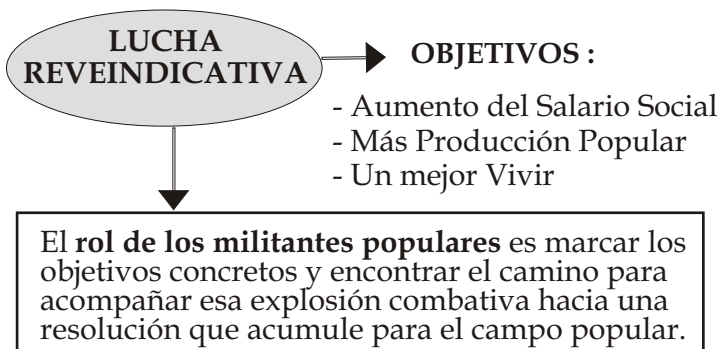 LUCHA
REVEINDICATIVA
OBJETIVOS :
- Aumento del Salario Social
- Más Producción Popular
- Un mejor Vivir
El rol de los militantes populares es marcar los
objetivos concretos y encontrar el camino para
acompañar esa explosión combativa hacia una
resolución que acumule para el campo popular.